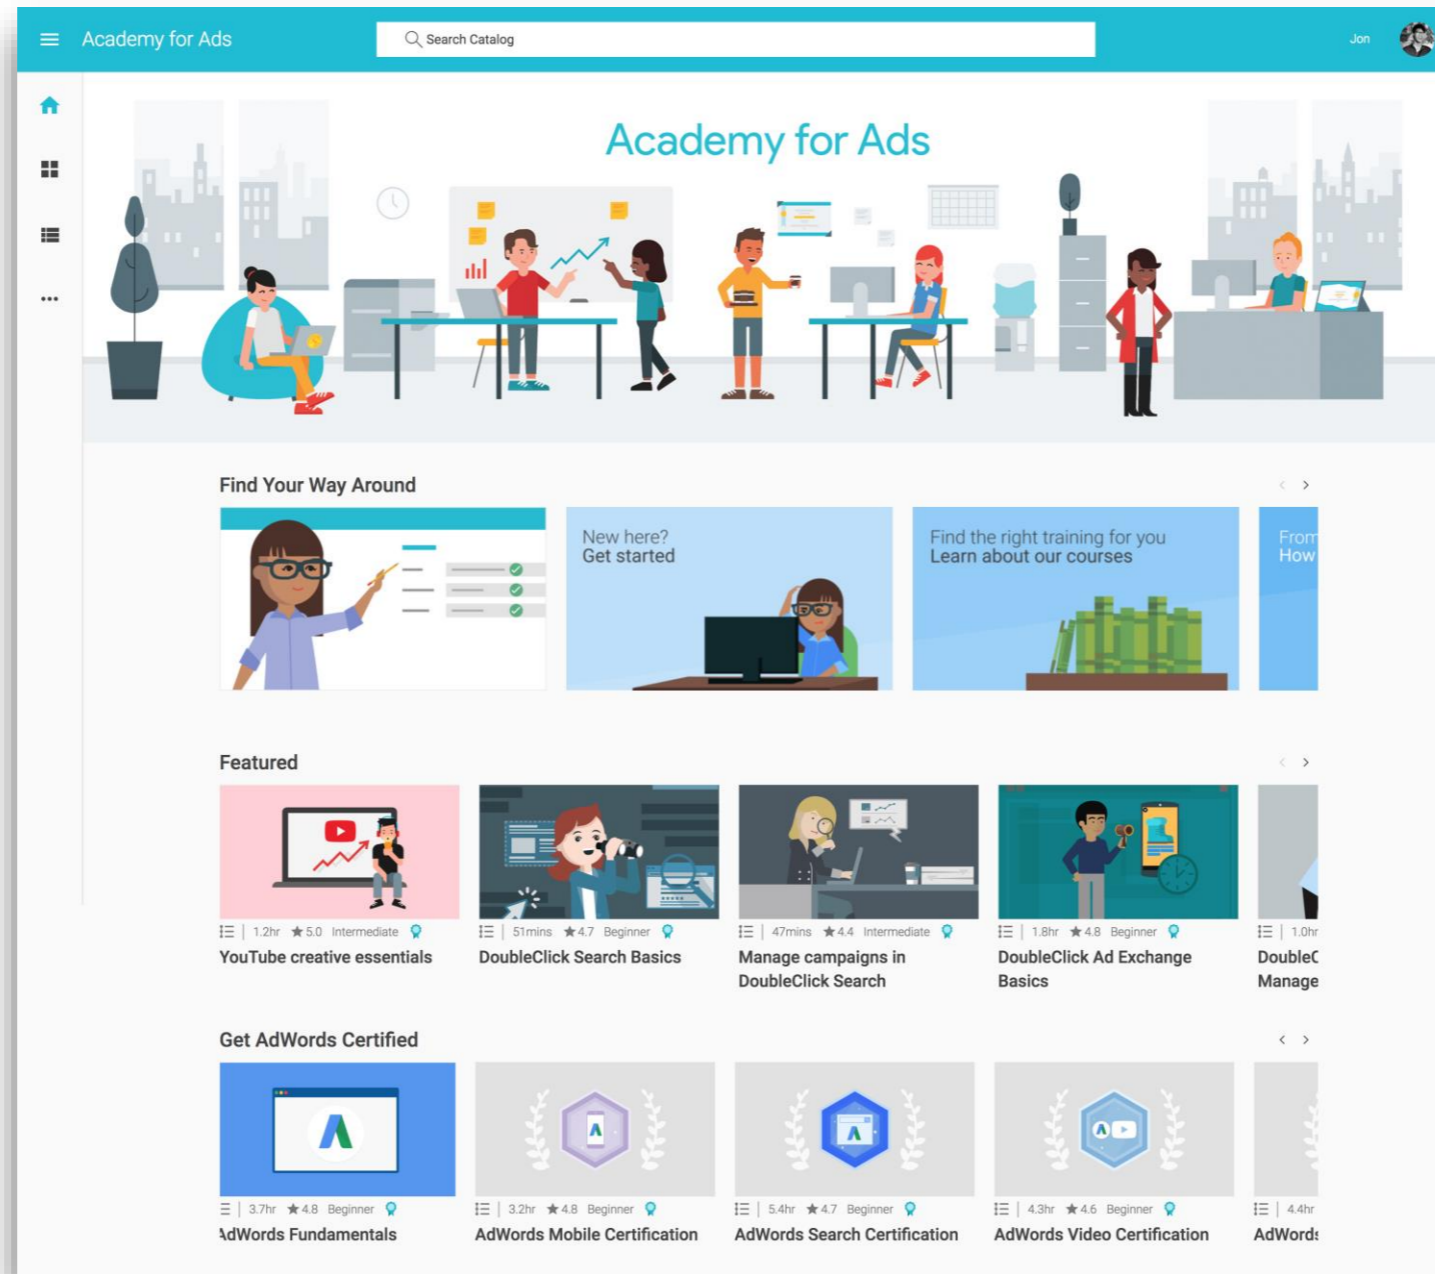 Academy for Ads
Search Catalog
Jon
Academy for Ads
Find Your Way Around
New here?
Get started
Find the right training for you
Learn about our courses
From
How
Featured
1.2hr ★5.0 Intermediate
YouTube creative essentials
51mins ★4.7 Beginner
DoubleClick Search Basics
47mins ★4.4 Intermediate
Manage campaigns in
DoubleClick Search
1.8hr ★4.8 Beginner
DoubleClick Ad Exchange
Basics
1.0hr
DoubleC
Manage
Get AdWords Certified
3.7hr ★4.8 Beginner
AdWords Fundamentals
3.2hr ★4.8 Beginner
AdWords Mobile Certification
5.4hr ★4.7 Beginner
AdWords Search Certification
4.3hr ★4.6 Beginner
AdWords Video Certification
4.4hr
AdWords